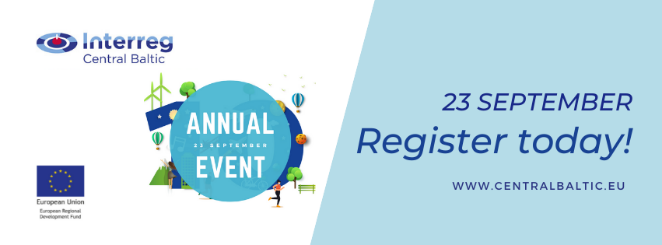 Interreg
Central Baltic
ANNUAL
23 SEPTEMBER
EVENT
European Union
European Regional
Development Fund
23 SEPTEMBER
Register today!
WWW.CENTRALBALTIC.EU